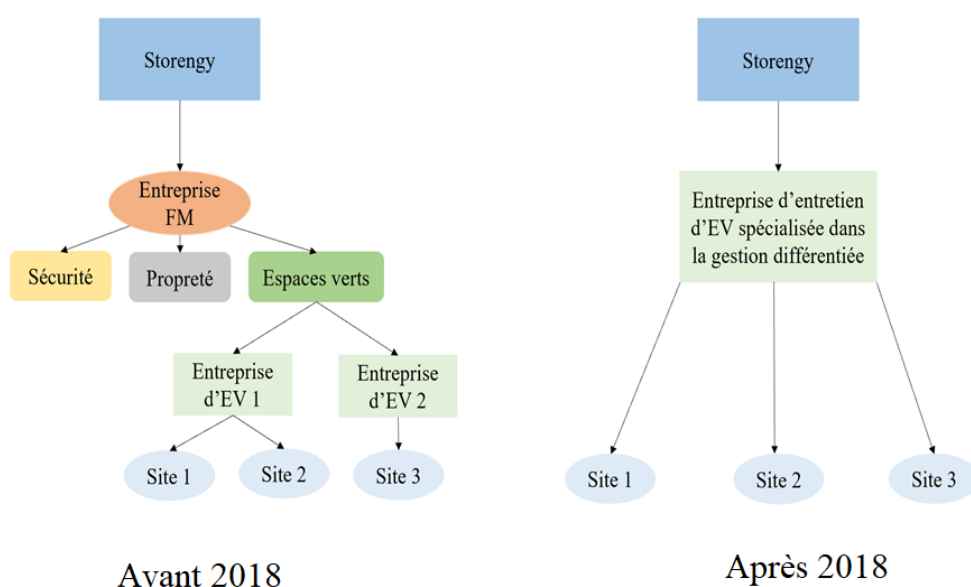 Storengy
Entreprise
FM
Sécurité
Propreté
Espaces verts
Entreprise
d’EV 1
Entreprise
d’EV 2
Site 1
Site 2
Site 3
Avant 2018
Storengy
Entreprise d’entretien
d’EV spécialisée dans
la gestion différentiée
Site 1
Site 2
Site 3
Après 2018